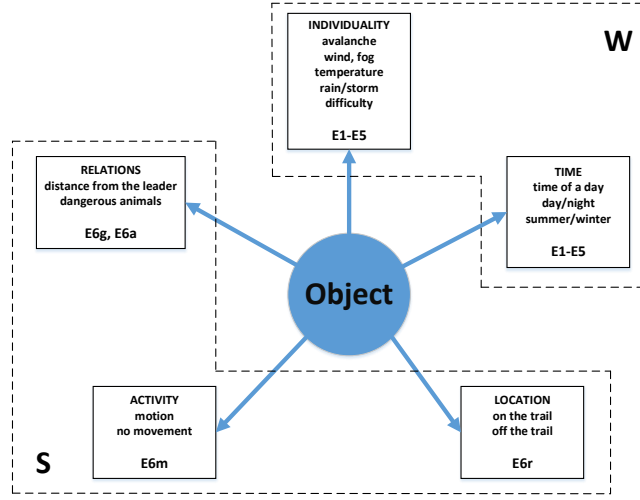 INDIVIDUALITY
avalanche
wind, fog
temperature
rain/storm
difficulty
E1-E5
W
RELATIONS
distance from the leader
dangerous animals
E6g, E6a
TIME
time of a day
day/night
summer/winter
E1-E5
Object
ACTIVITY
motion
no movement
E6m
S
LOCATION
on the trail
off the trail
E6r